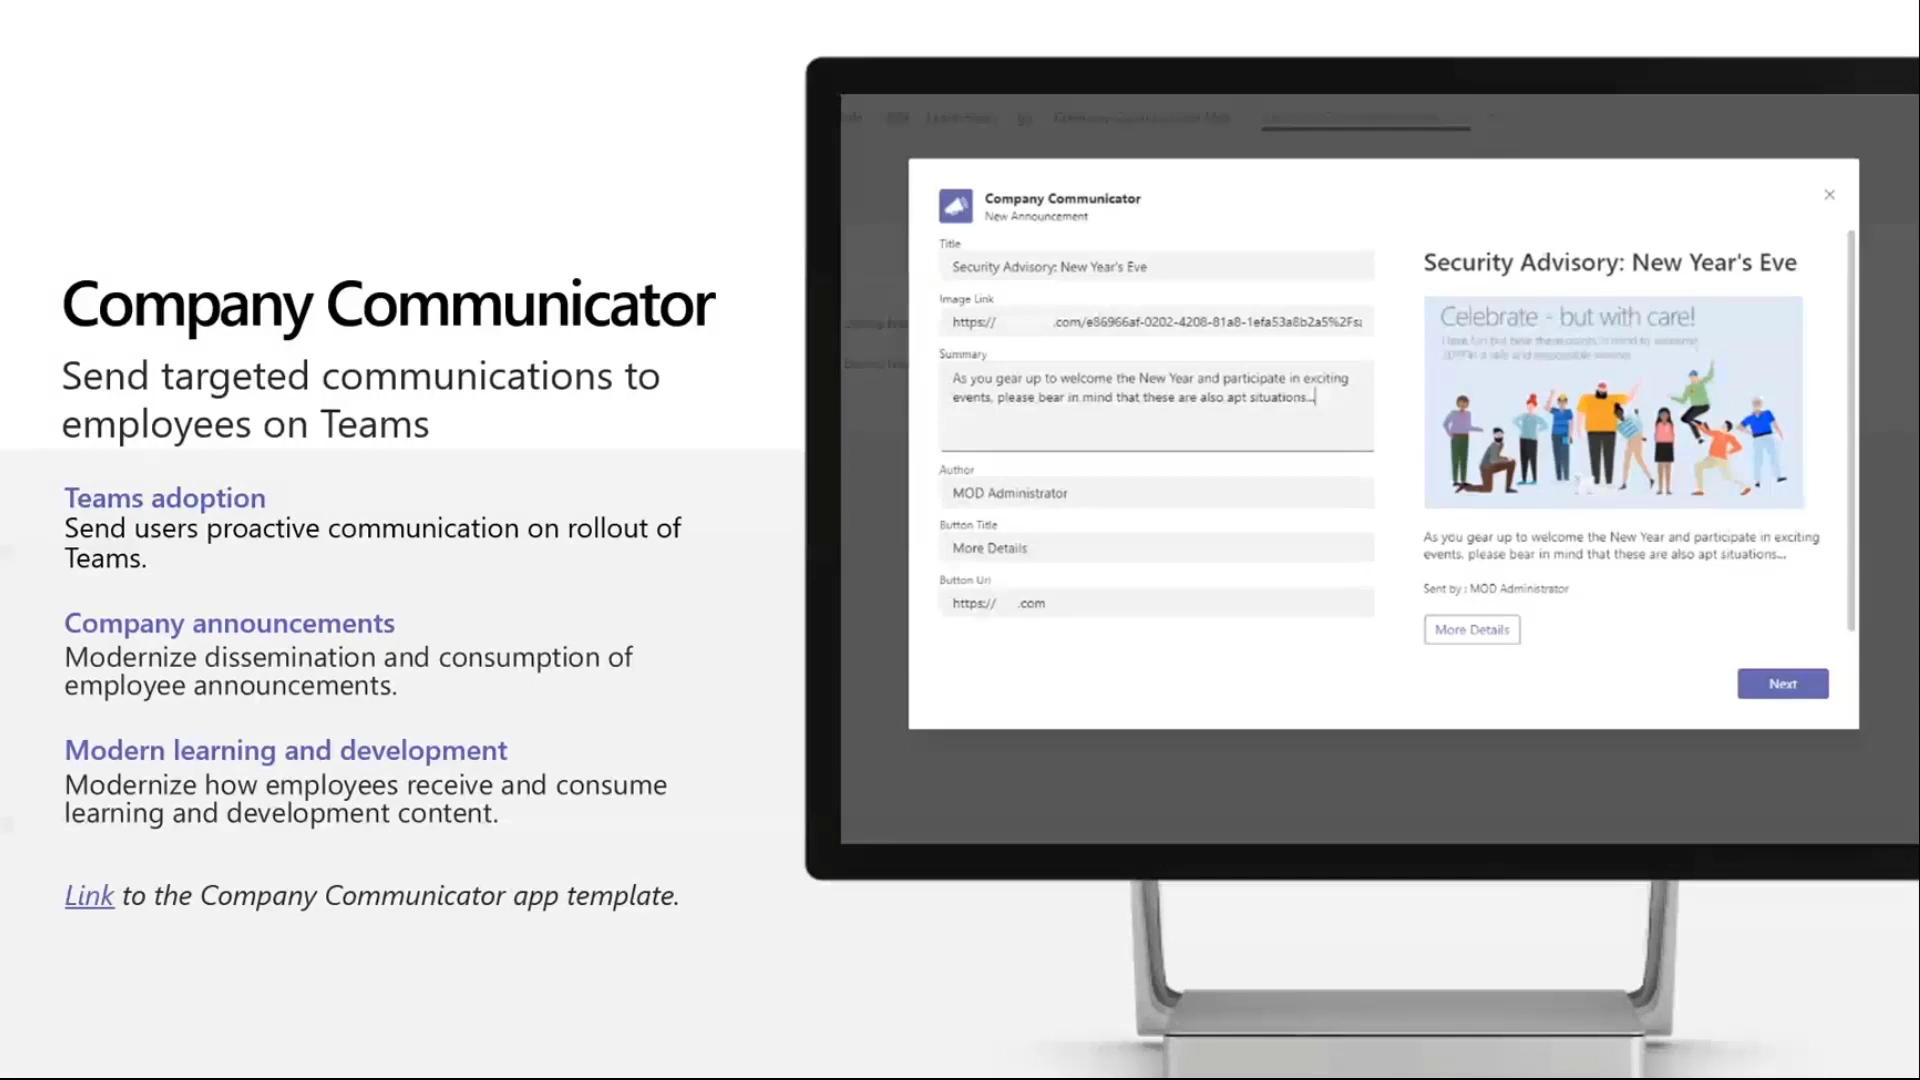 Company Communicator
Send targeted communications to
employees on Teams
Teams adoption
Send users proactive communication on rollout of
Teams.
Company announcements
Modernize dissemination and consumption of
employee announcements.
Modern learning and development
Modernize how employees receive and consume
learning and development content.
Link to the Company Communicator app template.
Company Communicator
New Announcement
Title
Security Advisory: New Year's Eve
Image Link
https:// .com/e86966af-0202-4208-81a8-1efa53a8b2a5%2Fsa
Summary
As you gear up to welcome the New Year and participate in exciting
events, please bear in mind that these are also apt situations...
Author
MOD Administrator
Button Title
More Details
Button Url
https:// .com
Security Advisory: New Year's Eve
Celebrate - but with care!
As you gear up to welcome the New Year and participate in exciting
events, please bear in mind that these are also apt situations...
Sent by : MOD Administrator
More Details
Next